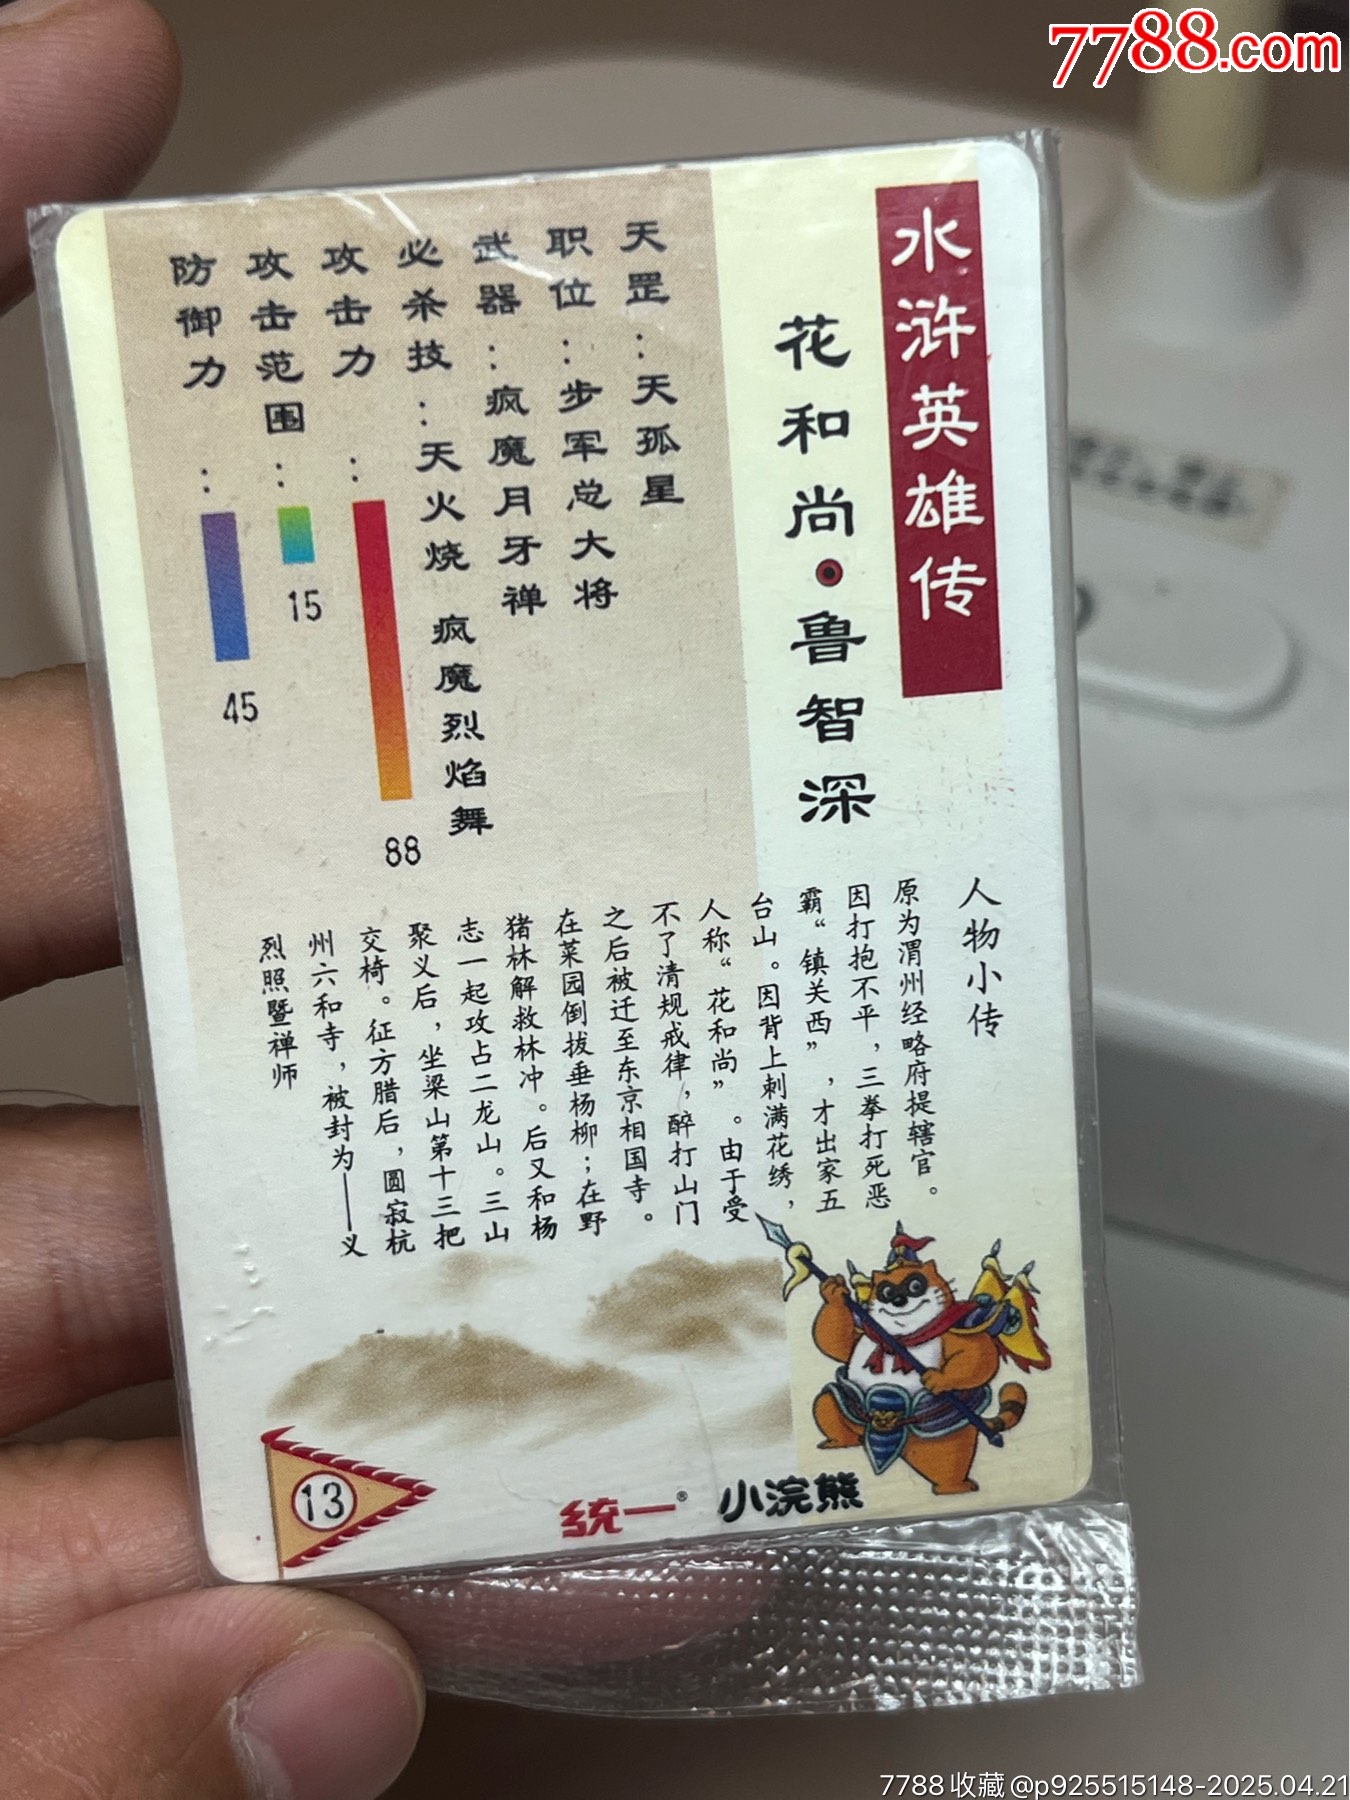 7788.com
水浒英雄传
花和尚·鲁智深
天罡：天孤星
职位：步军总大将
武器：疯魔月牙禅
必杀技：天火烧 疯魔烈焰舞
攻击力：88
攻击范围：15
防御力：45
人物小传
原为渭州经略府提辖官。
因打抱不平，三拳打死恶
霸“镇关西”，才出家五
台山。因背上刺满花绣，
人称“花和尚”。由于受
不了清规戒律，醉打山门
之后被迁至东京相国寺。
在菜园倒拔垂杨柳；在野
猪林解救林冲。后又和杨
志一起攻占二龙山。三山
聚义后，坐梁山第十三把
交椅。征方腊后，圆寂杭
州六和寺，被封为——义
烈照暨禅师
13
统一® 小浣熊
7788收藏@p925515148-2025.04.21